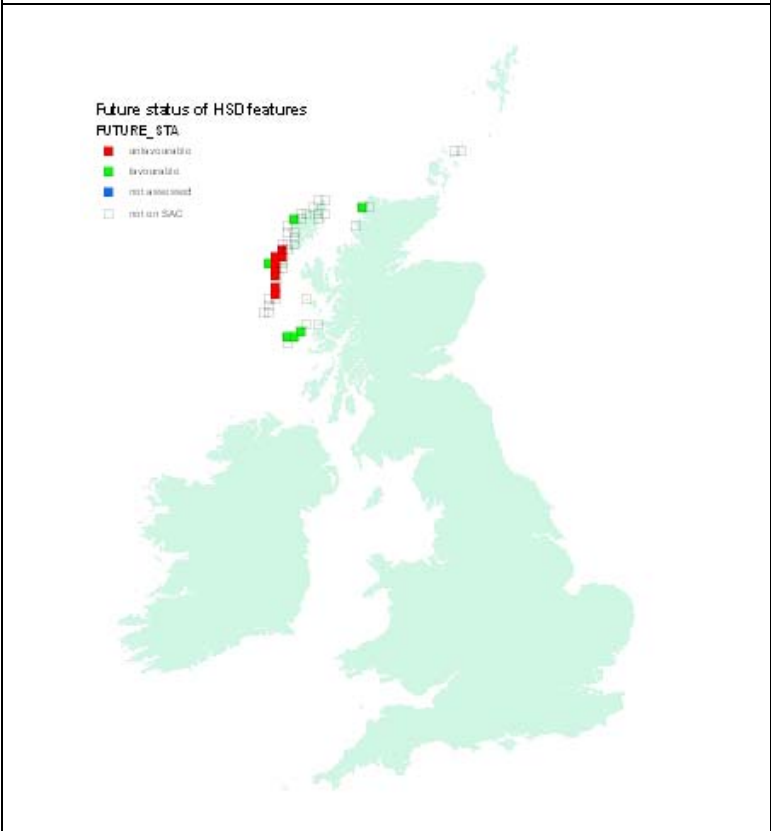 Future status of HSD features
FUTURE_STA
unfavourable
favourable
not assessed
not on SAC